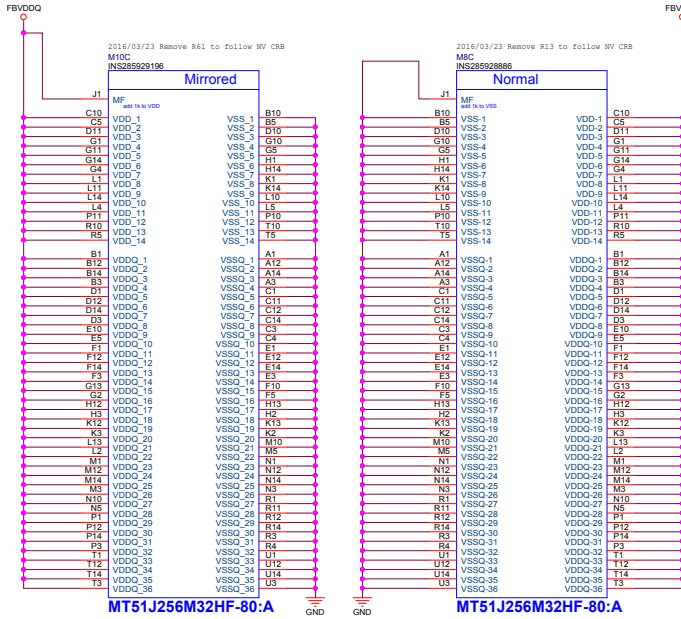 FBVDDQ
2016/03/23 Remove R61 to follow NV CRB
M10C
INS285929196
Mirrored
J1 MF
add 1k to VDD
C10 VDD_1 VSS_1 B10
C5 VDD_2 VSS_2 B5
D11 VDD_3 VSS_3 D10
G1 VDD_4 VSS_4 G10
G11 VDD_5 VSS_5 G5
G14 VDD_6 VSS_6 H1
G4 VDD_7 VSS_7 H14
L1 VDD_8 VSS_8 K1
L11 VDD_9 VSS_9 K14
L14 VDD_10 VSS_10 L10
L4 VDD_11 VSS_11 L5
P11 VDD_12 VSS_12 P10
R10 VDD_13 VSS_13 T10
R5 VDD_14 VSS_14 T5
B1 VDDQ_1 VSSQ_1 A1
B12 VDDQ_2 VSSQ_2 A12
B14 VDDQ_3 VSSQ_3 A14
B3 VDDQ_4 VSSQ_4 A3
D1 VDDQ_5 VSSQ_5 C1
D12 VDDQ_6 VSSQ_6 C11
D14 VDDQ_7 VSSQ_7 C12
D3 VDDQ_8 VSSQ_8 C14
E10 VDDQ_9 VSSQ_9 C3
E5 VDDQ_10 VSSQ_10 C4
F1 VDDQ_11 VSSQ_11 E1
F12 VDDQ_12 VSSQ_12 E12
F14 VDDQ_13 VSSQ_13 E14
F3 VDDQ_14 VSSQ_14 E3
G13 VDDQ_15 VSSQ_15 F10
G2 VDDQ_16 VSSQ_16 F5
H12 VDDQ_17 VSSQ_17 H13
H3 VDDQ_18 VSSQ_18 H2
K12 VDDQ_19 VSSQ_19 K13
K3 VDDQ_20 VSSQ_20 K2
L13 VDDQ_21 VSSQ_21 M10
L2 VDDQ_22 VSSQ_22 M5
M1 VDDQ_23 VSSQ_23 N1
M12 VDDQ_24 VSSQ_24 N12
M14 VDDQ_25 VSSQ_25 N14
M3 VDDQ_26 VSSQ_26 N3
N10 VDDQ_27 VSSQ_27 R1
N5 VDDQ_28 VSSQ_28 R11
P1 VDDQ_29 VSSQ_29 R12
P12 VDDQ_30 VSSQ_30 R14
P14 VDDQ_31 VSSQ_31 R3
P3 VDDQ_32 VSSQ_32 R4
T1 VDDQ_33 VSSQ_33 U1
T12 VDDQ_34 VSSQ_34 U12
T14 VDDQ_35 VSSQ_35 U14
T3 VDDQ_36 VSSQ_36 U3
MT51J256M32HF-80:A
GND
FBV
2016/03/23 Remove R13 to follow NV CRB
M8C
INS285928886
Normal
J1 MF
add 1k to VSS
B10 VSS-1 VDD-1 C10
B5 VSS-2 VDD-2 C5
D10 VSS-3 VDD-3 D11
G10 VSS-4 VDD-4 G1
G5 VSS-5 VDD-5 G11
H1 VSS-6 VDD-6 G14
H14 VSS-7 VDD-7 G4
K1 VSS-8 VDD-8 L1
K14 VSS-9 VDD-9 L11
L10 VSS-10 VDD-10 L14
L5 VSS-11 VDD-11 L4
P10 VSS-12 VDD-12 P11
T10 VSS-13 VDD-13 R10
T5 VSS-14 VDD-14 R5
A1 VSSQ-1 VDDQ-1 B1
A12 VSSQ-2 VDDQ-2 B12
A14 VSSQ-3 VDDQ-3 B14
A3 VSSQ-4 VDDQ-4 B3
C1 VSSQ-5 VDDQ-5 D1
C11 VSSQ-6 VDDQ-6 D12
C12 VSSQ-7 VDDQ-7 D14
C14 VSSQ-8 VDDQ-8 D3
C3 VSSQ-9 VDDQ-9 E10
C4 VSSQ-10 VDDQ-10 E5
E1 VSSQ-11 VDDQ-11 F1
E12 VSSQ-12 VDDQ-12 F12
E14 VSSQ-13 VDDQ-13 F14
E3 VSSQ-14 VDDQ-14 F3
F10 VSSQ-15 VDDQ-15 G13
F5 VSSQ-16 VDDQ-16 G2
H13 VSSQ-17 VDDQ-17 H12
H2 VSSQ-18 VDDQ-18 H3
K13 VSSQ-19 VDDQ-19 K12
K2 VSSQ-20 VDDQ-20 K3
M10 VSSQ-21 VDDQ-21 L13
M5 VSSQ-22 VDDQ-22 L2
N1 VSSQ-23 VDDQ-23 M1
N12 VSSQ-24 VDDQ-24 M12
N14 VSSQ-25 VDDQ-25 M14
N3 VSSQ-26 VDDQ-26 M3
R1 VSSQ-27 VDDQ-27 N10
R11 VSSQ-28 VDDQ-28 N5
R12 VSSQ-29 VDDQ-29 P1
R14 VSSQ-30 VDDQ-30 P12
R3 VSSQ-31 VDDQ-31 P14
R4 VSSQ-32 VDDQ-32 P3
U1 VSSQ-33 VDDQ-33 T1
U12 VSSQ-34 VDDQ-34 T12
U14 VSSQ-35 VDDQ-35 T14
U3 VSSQ-36 VDDQ-36 T3
GND
MT51J256M32HF-80:A